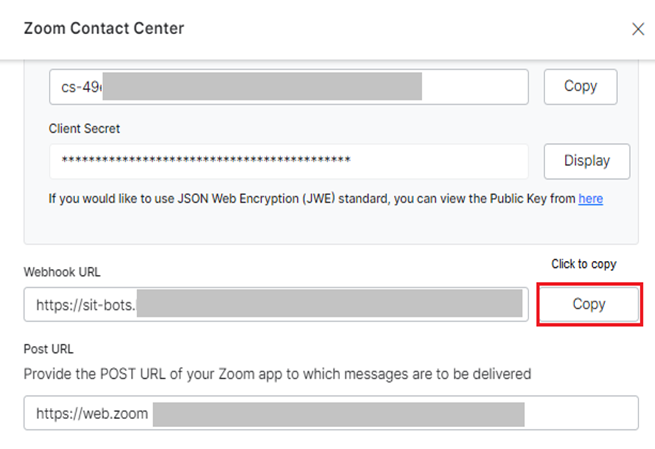 Zoom Contact Center
cs-49
Copy
Client Secret
*******************************************
Display
If you would like to use JSON Web Encryption (JWE) standard, you can view the Public Key from here
Click to copy
Webhook URL
https://sit-bots.
Copy
Post URL
Provide the POST URL of your Zoom app to which messages are to be delivered
https://web.zoom